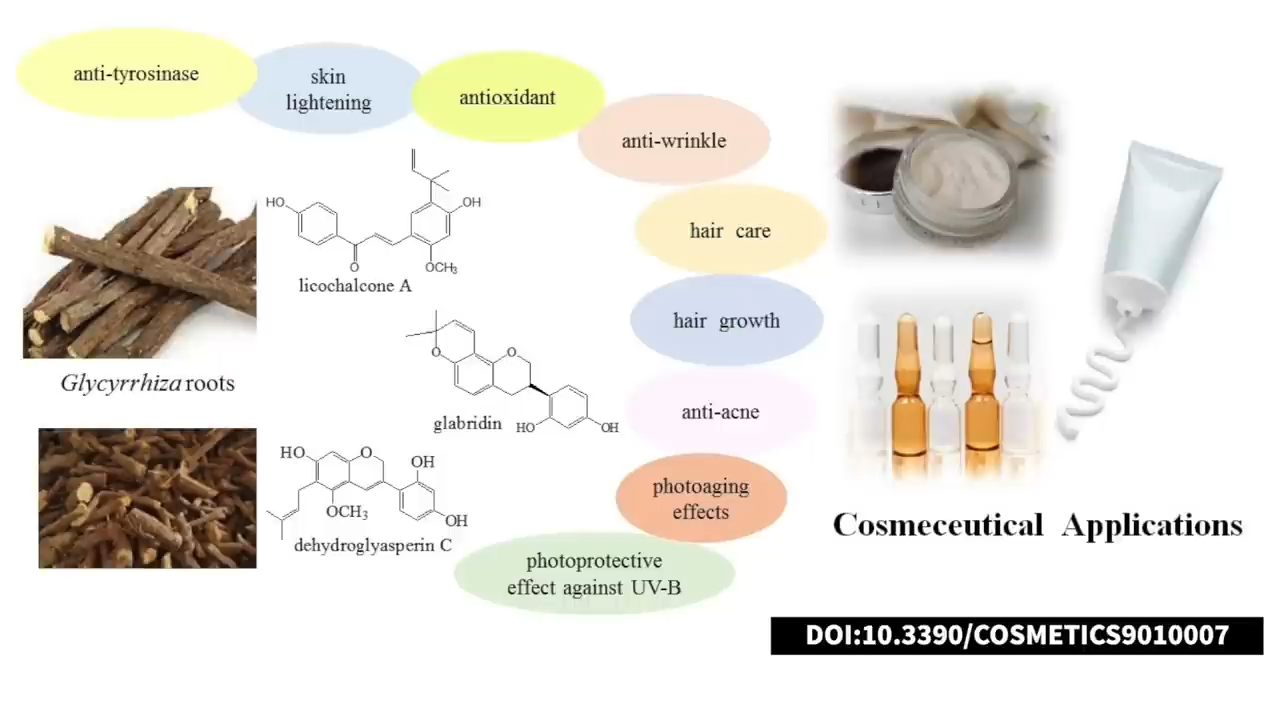 anti-tyrosinase
skin
lightening
antioxidant
anti-wrinkle
hair care
hair growth
anti-acne
photoaging
effects
photoprotective
effect against UV-B
HO
OH
O
OCH3
licochalcone A
Glycyrrhiza roots
O
O
HO
OH
glabridin
HO
O
OH
OCH3
OH
dehydroglyasperin C
Cosmeceutical Applications
DOI:10.3390/COSMETICS9010007